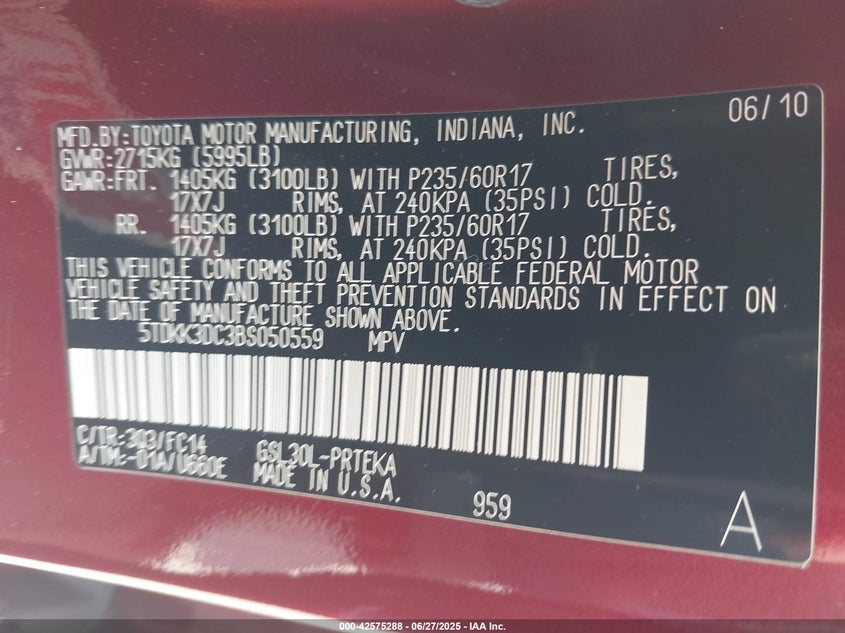 06/10
MFD.BY:TOYOTA MOTOR MANUFACTURING, INDIANA, INC.
GVWR:2715KG (5995LB)
GAWR:FRT. 1405KG (3100LB) WITH P235/60R17 TIRES,
17X7J RIMS, AT 240KPA (35PSI) COLD.
RR. 1405KG (3100LB) WITH P235/60R17 TIRES,
17X7J RIMS, AT 240KPA (35PSI) COLD.
THIS VEHICLE CONFORMS TO ALL APPLICABLE FEDERAL MOTOR
VEHICLE SAFETY AND THEFT PREVENTION STANDARDS IN EFFECT ON
THE DATE OF MANUFACTURE SHOWN ABOVE.
5TDKK3DC3BS050559 MPV
C/TR:3Q3/FC14 GSL30L-PRTEKA
A/TM:-01A/U660E MADE IN U.S.A.
959
A
000-42575288 - 06/27/2025 - IAA Inc.